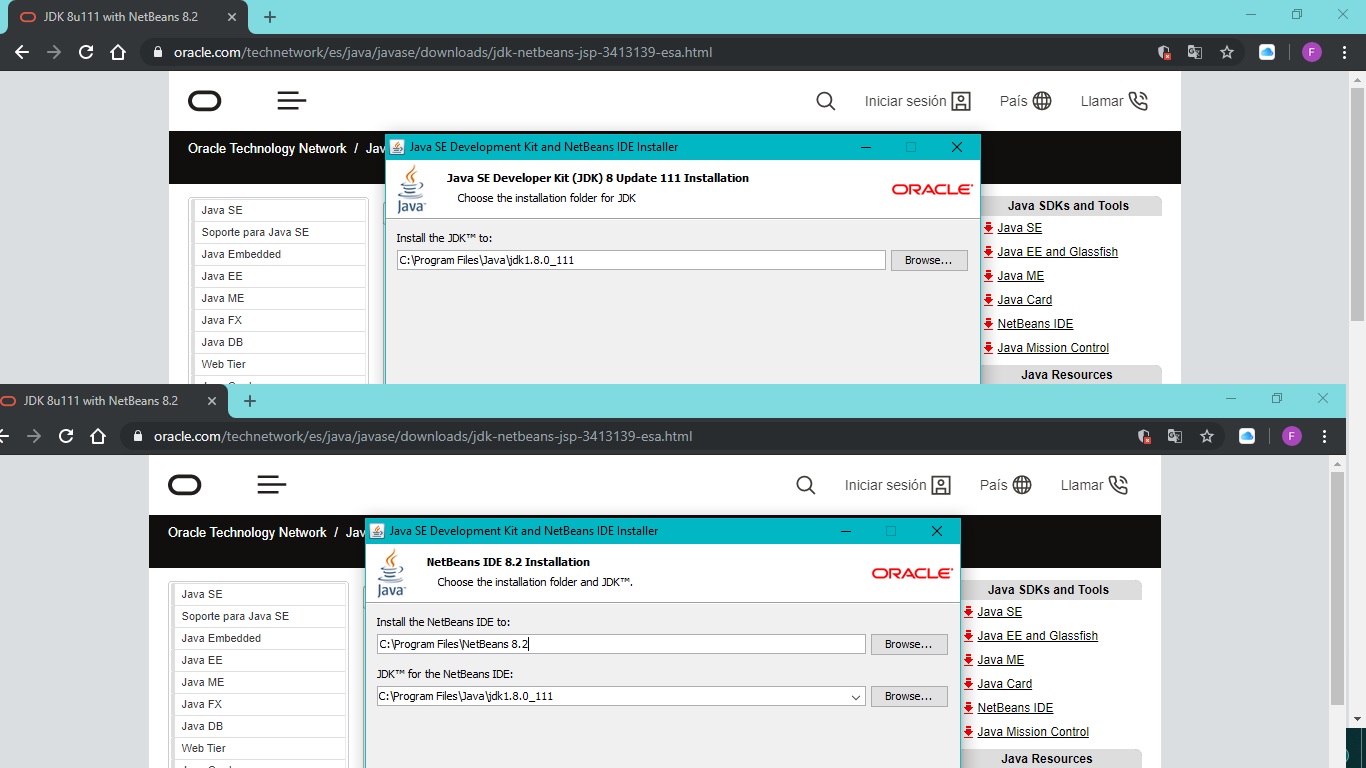 JDK 8u111 with NetBeans 8.2
oracle.com/technetwork/es/java/javase/downloads/jdk-netbeans-jsp-3413139-esa.html
F
Iniciar sesión
País
Llamar
Oracle Technology Network / Jav
Java SE Development Kit and NetBeans IDE Installer
Java SE Developer Kit (JDK) 8 Update 111 Installation
Choose the installation folder for JDK
Java™
ORACLE®
Install the JDK™ to:
C:\Program Files\Java\jdk1.8.0_111
Browse...
Java SE
Soporte para Java SE
Java Embedded
Java EE
Java ME
Java FX
Java DB
Web Tier
Java SDKs and Tools
Java SE
Java EE and Glassfish
Java ME
Java Card
NetBeans IDE
Java Mission Control
Java Resources
JDK 8u111 with NetBeans 8.2
oracle.com/technetwork/es/java/javase/downloads/jdk-netbeans-jsp-3413139-esa.html
F
Iniciar sesión
País
Llamar
Oracle Technology Network / Jav
Java SE Development Kit and NetBeans IDE Installer
NetBeans IDE 8.2 Installation
Choose the installation folder and JDK™.
Java™
ORACLE®
Install the NetBeans IDE to:
C:\Program Files\NetBeans 8.2
Browse...
JDK™ for the NetBeans IDE:
C:\Program Files\Java\jdk1.8.0_111
Browse...
Java SE
Soporte para Java SE
Java Embedded
Java EE
Java ME
Java FX
Java DB
Web Tier
Java SDKs and Tools
Java SE
Java EE and Glassfish
Java ME
Java Card
NetBeans IDE
Java Mission Control
Java Resources